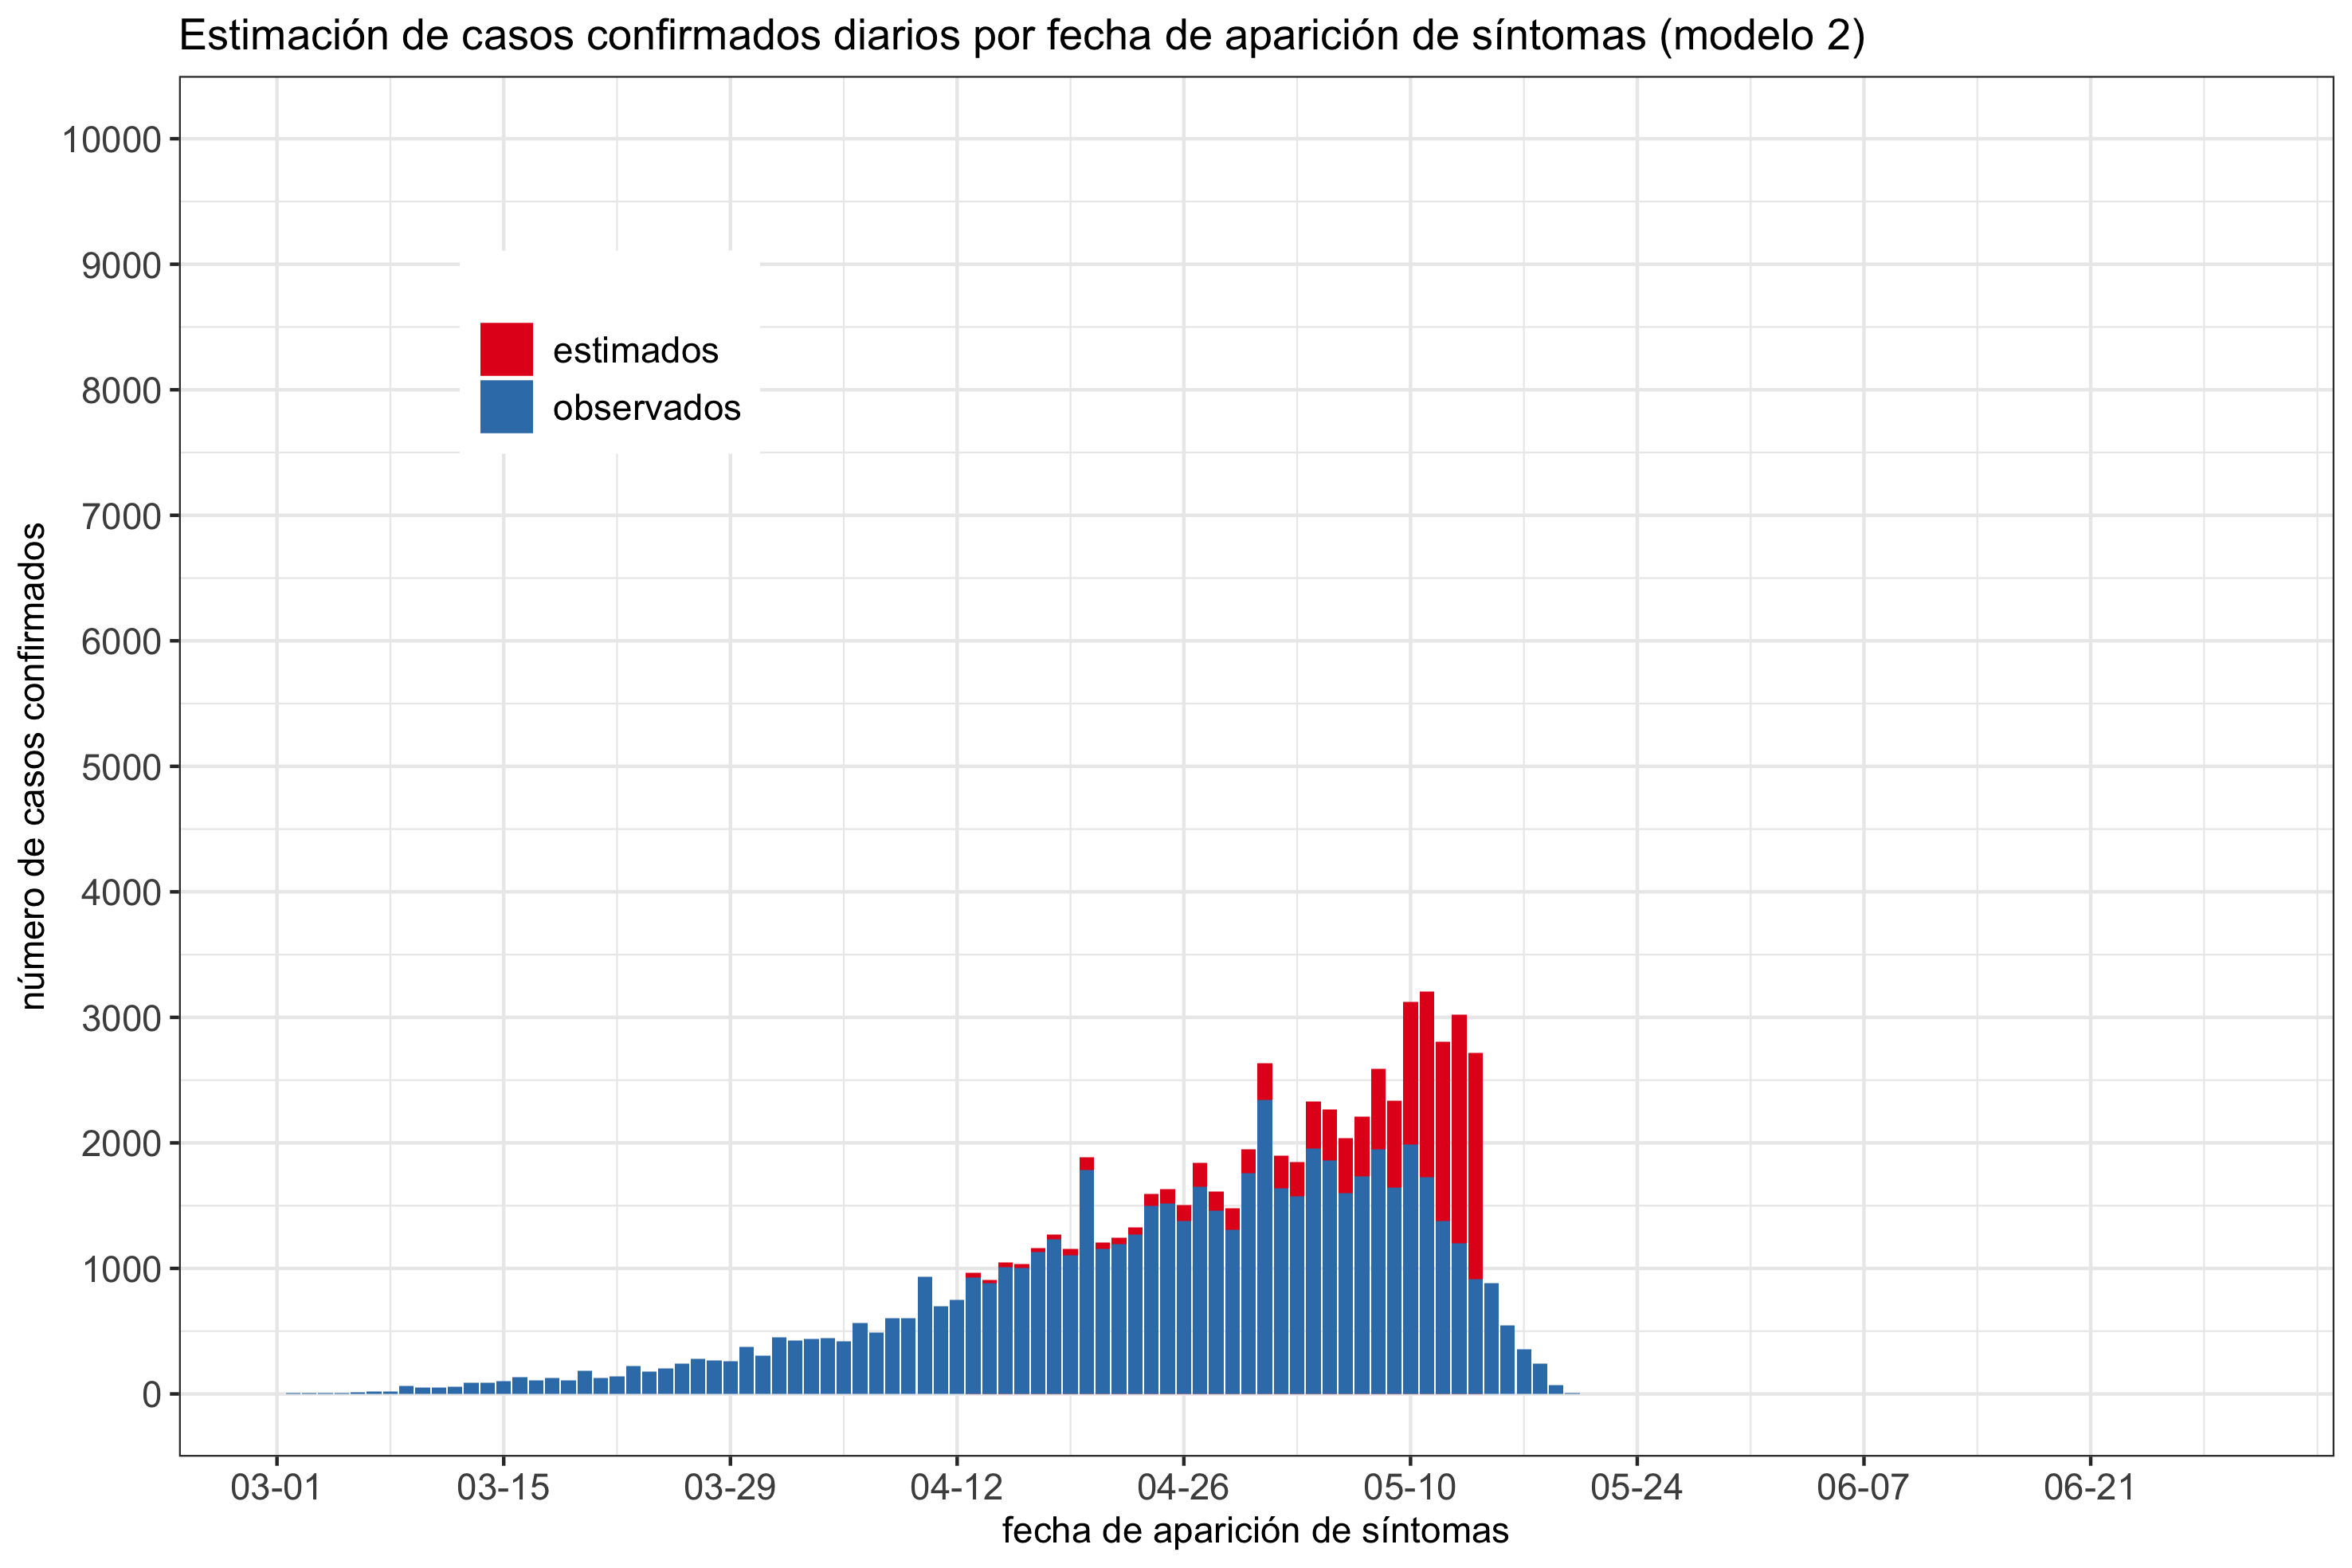 Estimación de casos confirmados diarios por fecha de aparición de síntomas (modelo 2)
número de casos confirmados
10000
9000
8000
7000
6000
5000
4000
3000
2000
1000
0
estimados
observados
03-01 03-15 03-29 04-12 04-26 05-10 05-24 06-07 06-21
fecha de aparición de síntomas